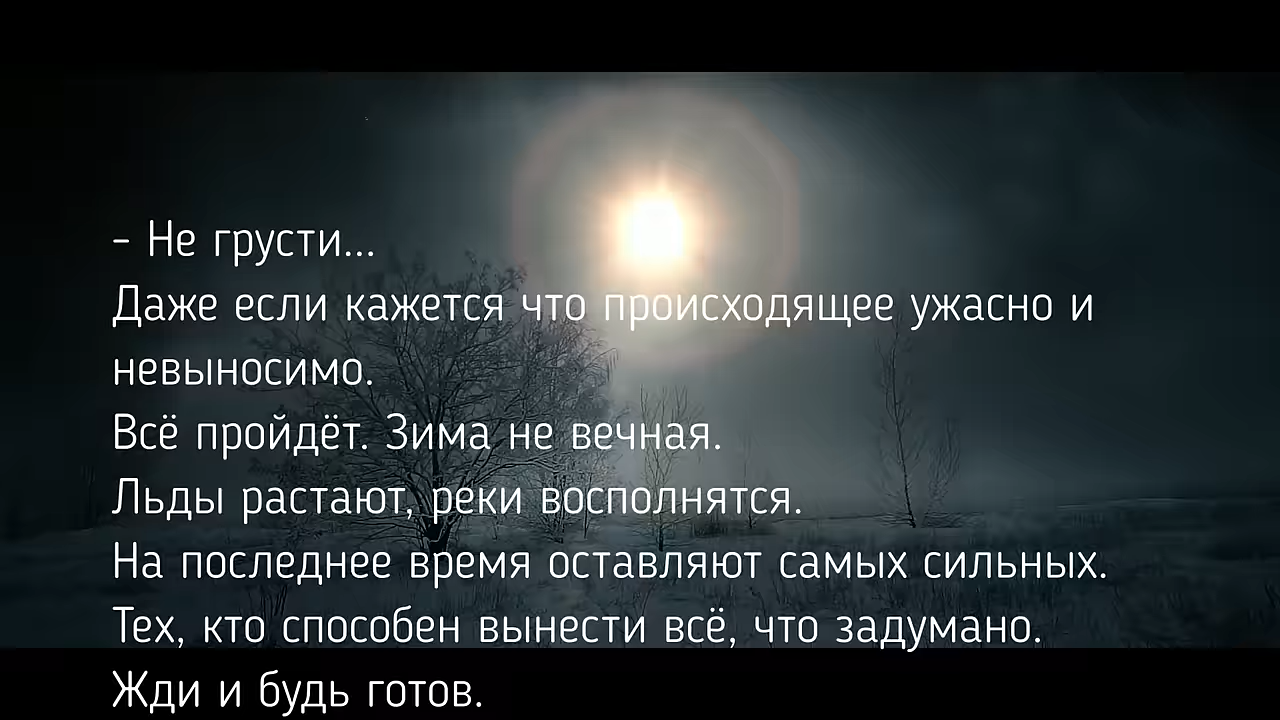 - Не грусти...
Даже если кажется что происходящее ужасно и
невыносимо.
Всё пройдёт. Зима не вечная.
Льды растают, реки восполнятся.
На последнее время оставляют самых сильных.
Тех, кто способен вынести всё, что задумано.
Жди и будь готов.